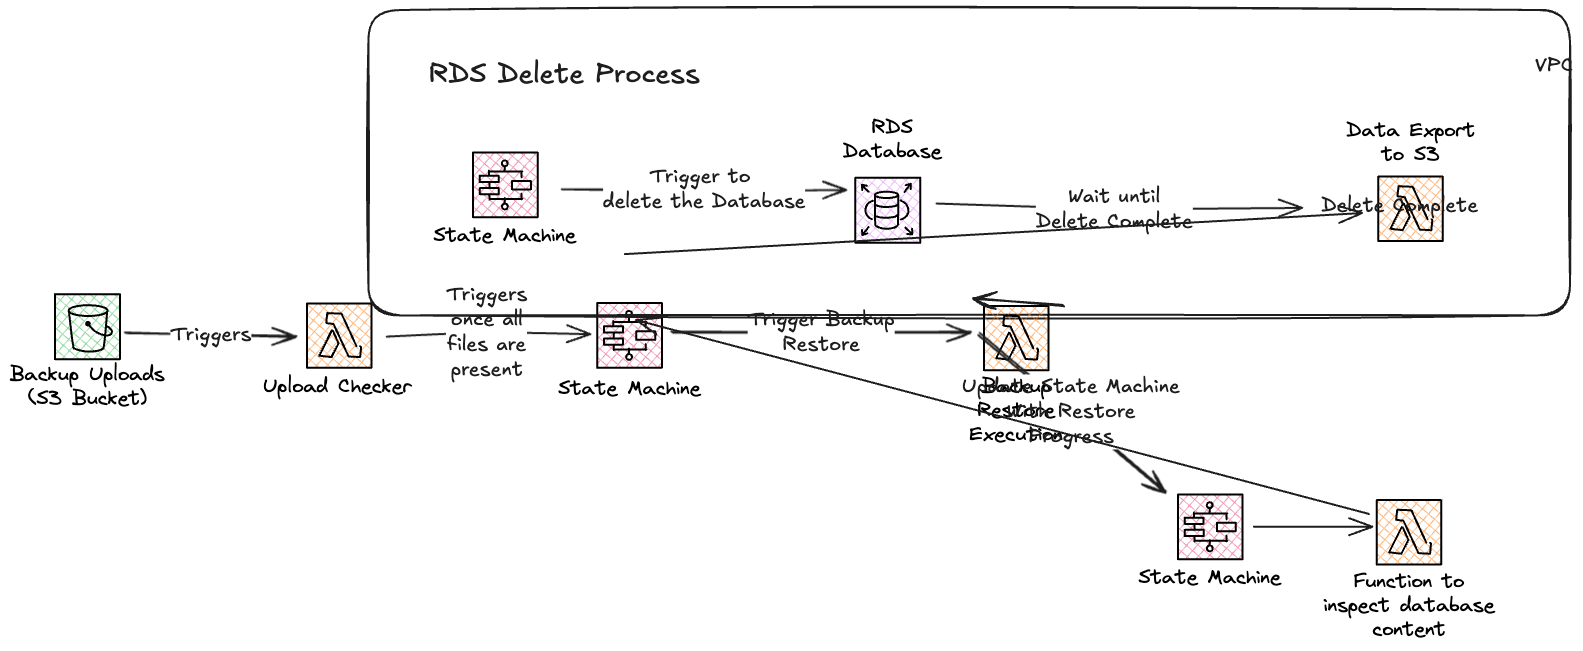 VPC
RDS Delete Process
RDS
Database
Data Export
to S3
Trigger to
delete the Database
Wait until
Delete Complete
Delete Complete
State Machine
Triggers
Triggers
once all
files are
present
Trigger Backup
Restore
Backup Uploads
(S3 Bucket)
Upload Checker
State Machine
Update State Machine
with Restore
Progress
Backup
Restore
Execution
State Machine
Function to
inspect database
content